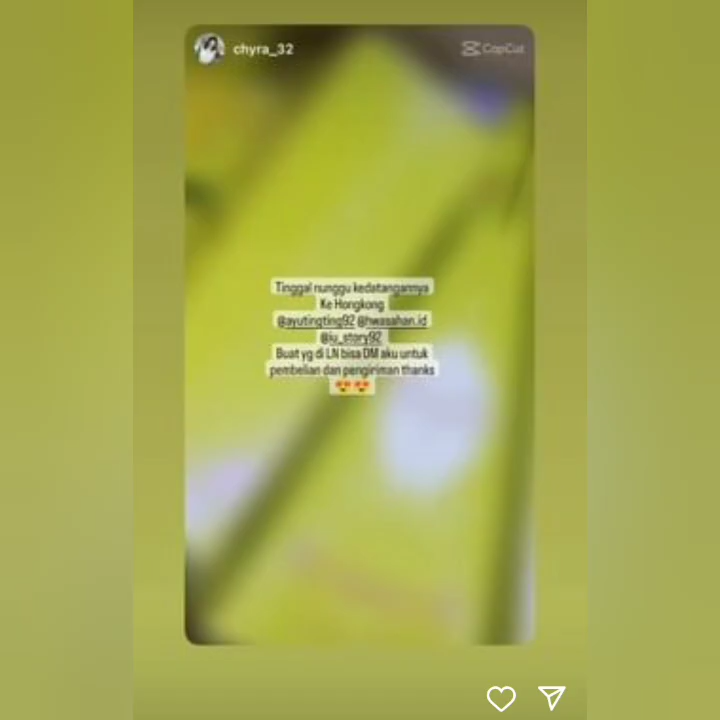 chyra_32
CapCut
Tinggal nunggu kedatangannya
Ke Hongkong
@ayutingting92 @hwasahan.id
@iu_story92
Buat yg di LN bisa DM aku untuk
pembelian dan pengiriman thanks
😍😍